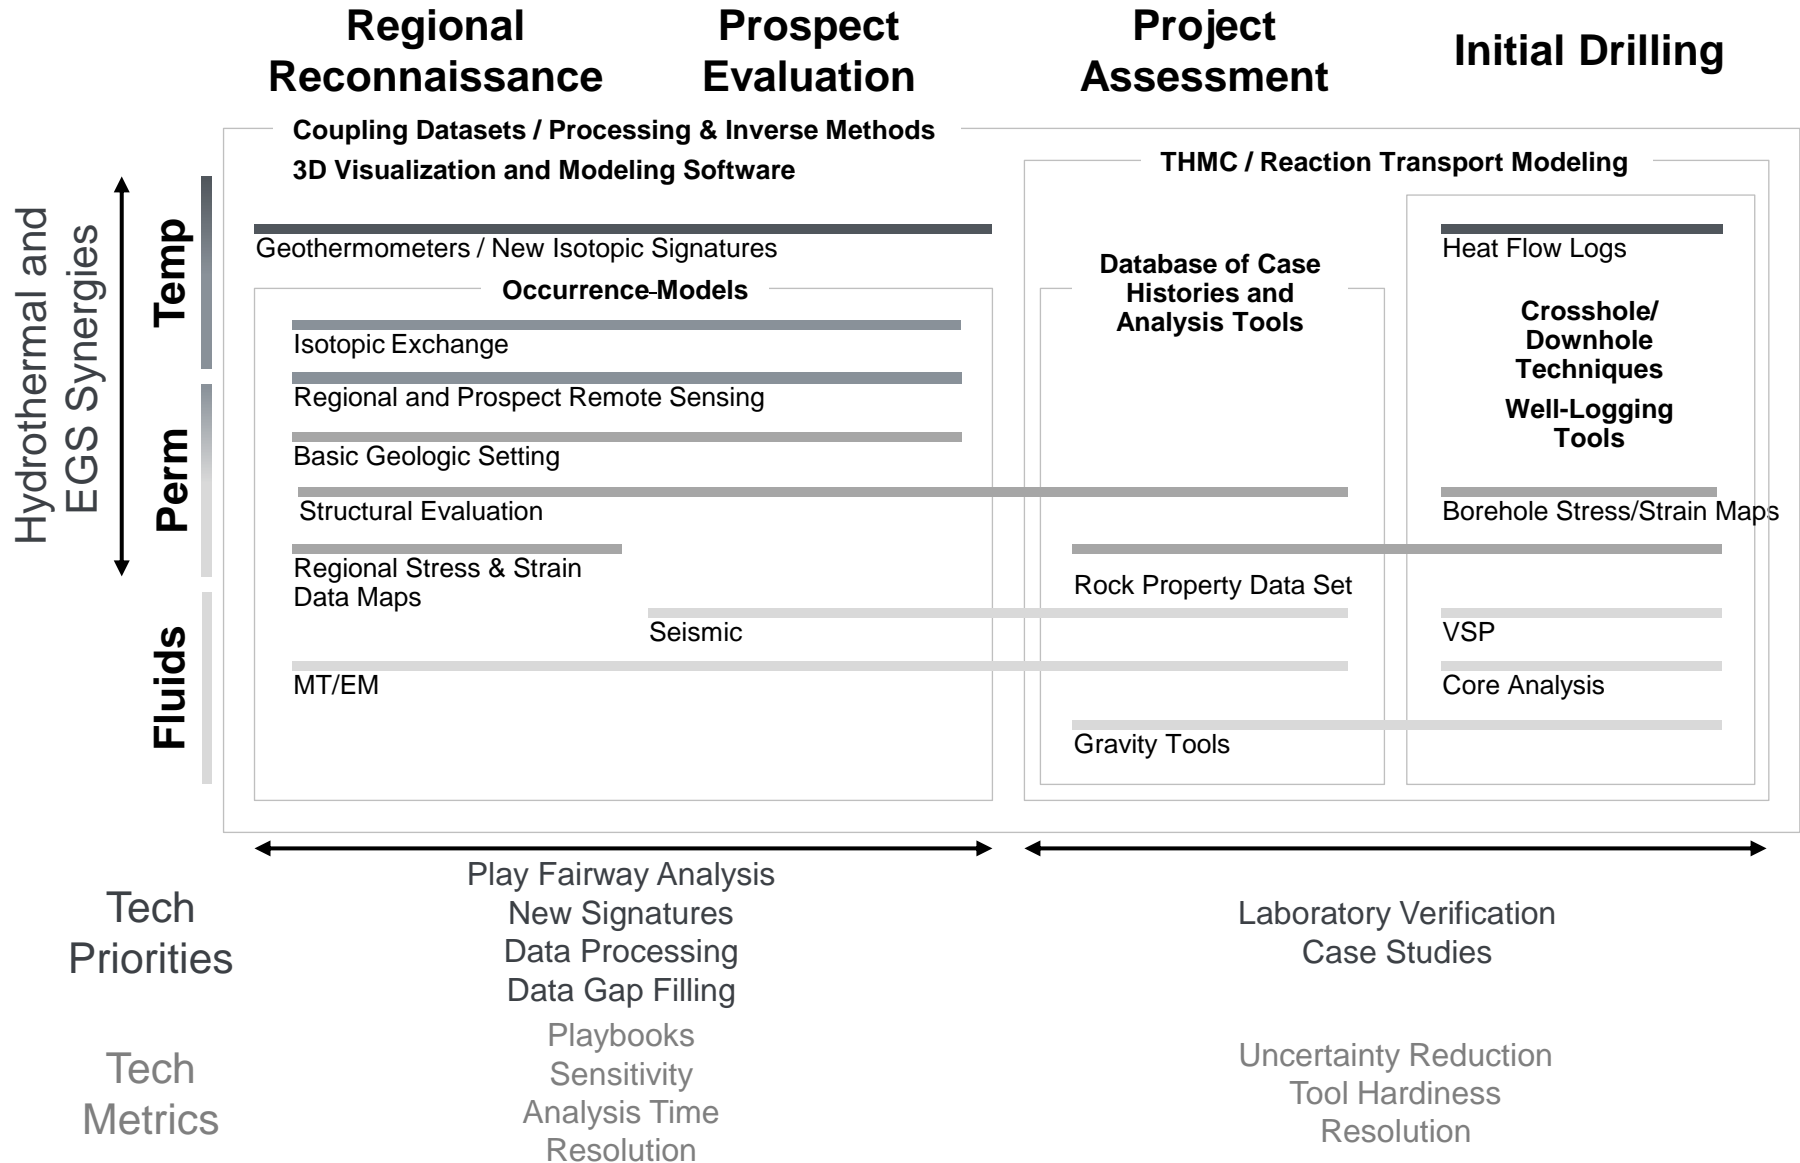 Regional
Reconnaissance
Prospect
Evaluation
Project
Assessment
Initial Drilling
Coupling Datasets / Processing & Inverse Methods
3D Visualization and Modeling Software
THMC / Reaction Transport Modeling
Hydrothermal and
EGS Synergies
Temp
Perm
Fluids
Geothermometers / New Isotopic Signatures
Occurrence-Models
Isotopic Exchange
Regional and Prospect Remote Sensing
Basic Geologic Setting
Structural Evaluation
Regional Stress & Strain
Data Maps
Seismic
MT/EM
Database of Case
Histories and
Analysis Tools
Rock Property Data Set
Gravity Tools
Heat Flow Logs
Crosshole/
Downhole
Techniques
Well-Logging
Tools
Borehole Stress/Strain Maps
VSP
Core Analysis
Tech
Priorities
Play Fairway Analysis
New Signatures
Data Processing
Data Gap Filling
Laboratory Verification
Case Studies
Tech
Metrics
Playbooks
Sensitivity
Analysis Time
Resolution
Uncertainty Reduction
Tool Hardiness
Resolution